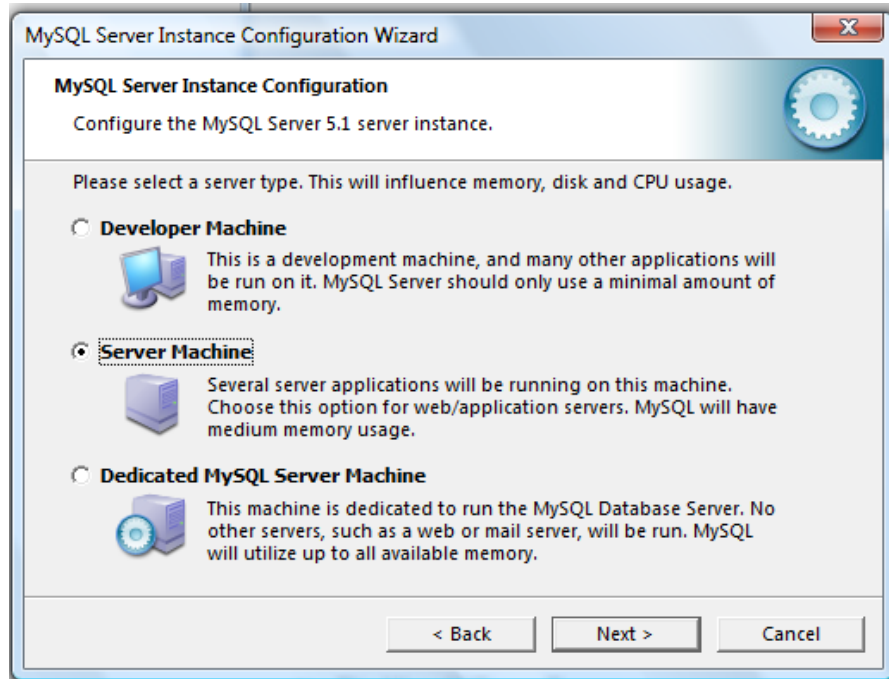 MySQL Server Instance Configuration Wizard
MySQL Server Instance Configuration
Configure the MySQL Server 5.1 server instance.
Please select a server type. This will influence memory, disk and CPU usage.
Developer Machine
This is a development machine, and many other applications will
be run on it. MySQL Server should only use a minimal amount of
memory.
Server Machine
Several server applications will be running on this machine.
Choose this option for web/application servers. MySQL will have
medium memory usage.
Dedicated MySQL Server Machine
This machine is dedicated to run the MySQL Database Server. No
other servers, such as a web or mail server, will be run. MySQL
will utilize up to all available memory.
< Back Next > Cancel